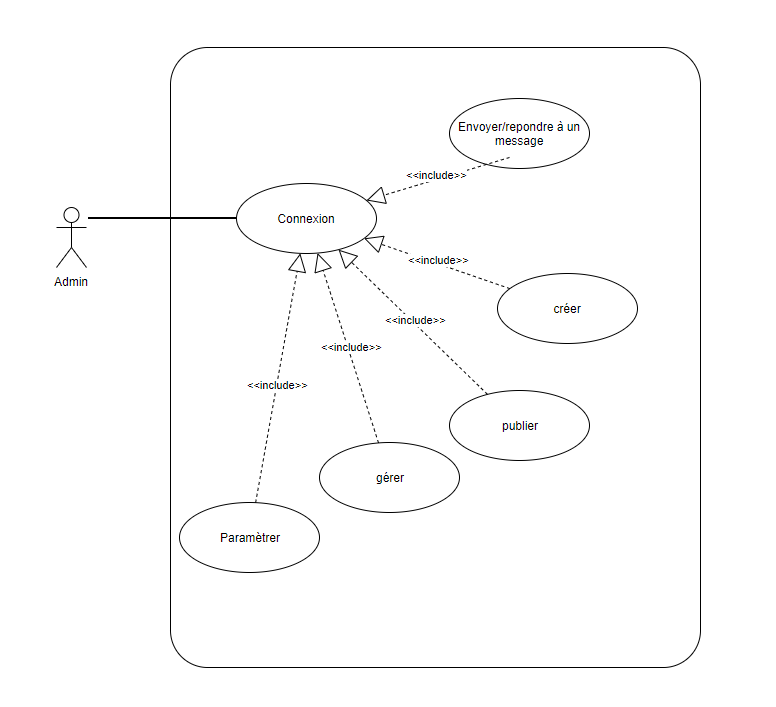 Envoyer/repondre à un
message
<<include>>
Connexion
Admin
<<include>>
créer
<<include>>
<<include>>
<<include>>
publier
gérer
Paramètrer